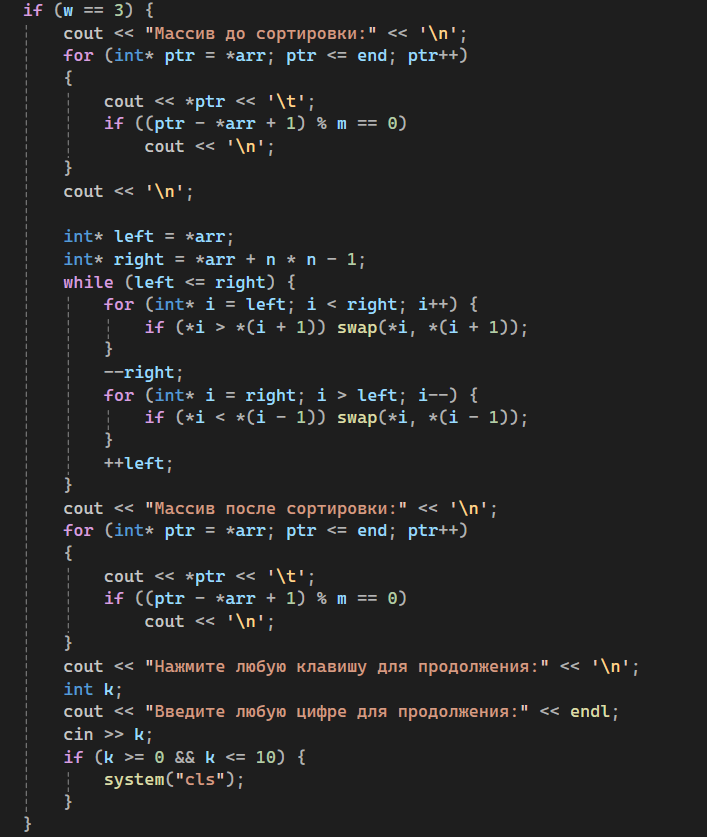 if (w == 3) {
    cout << "Массив до сортировки:" << '\n';
    for (int* ptr = *arr; ptr <= end; ptr++)
    {
        cout << *ptr << '\t';
        if ((ptr - *arr + 1) % m == 0)
            cout << '\n';
    }
    cout << '\n';

    int* left = *arr;
    int* right = *arr + n * n - 1;
    while (left <= right) {
        for (int* i = left; i < right; i++) {
            if (*i > *(i + 1)) swap(*i, *(i + 1));
        }
        --right;
        for (int* i = right; i > left; i--) {
            if (*i < *(i - 1)) swap(*i, *(i - 1));
        }
        ++left;
    }
    cout << "Массив после сортировки:" << '\n';
    for (int* ptr = *arr; ptr <= end; ptr++)
    {
        cout << *ptr << '\t';
        if ((ptr - *arr + 1) % m == 0)
            cout << '\n';
    }
    cout << "Нажмите любую клавишу для продолжения:" << '\n';
    int k;
    cout << "Введите любую цифре для продолжения:" << endl;
    cin >> k;
    if (k >= 0 && k <= 10) {
        system("cls");
    }
}